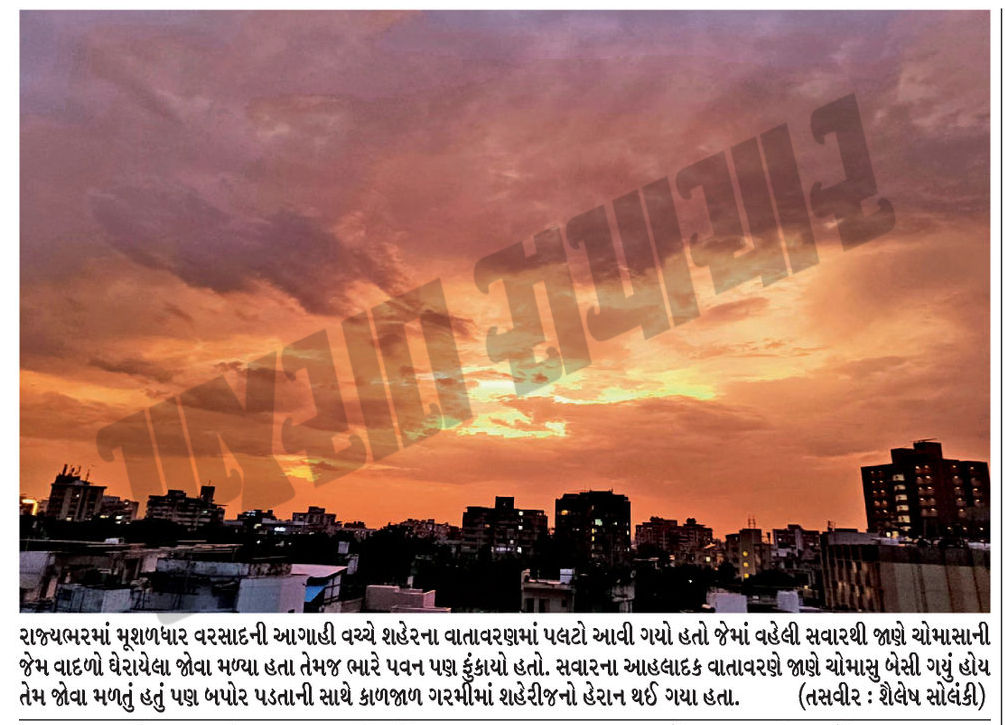 ગુજરાત સમાચાર
રાજ્યભરમાં મૂશળધાર વરસાદની આગાહી વચ્ચે શહેરના વાતાવરણમાં પલટો આવી ગયો હતો જેમાં વહેલી સવારથી જાણે ચોમાસાની
જેમ વાદળો ઘેરાયેલા જોવા મળ્યા હતા તેમજ ભારે પવન પણ ફુંકાયો હતો. સવારના આહલાદક વાતાવરણે જાણે ચોમાસુ બેસી ગયું હોય
તેમ જોવા મળતું હતું પણ બપોર પડતાની સાથે કાળજાળ ગરમીમાં શહેરીજનો હેરાન થઈ ગયા હતા. (તસવીર : શૈલેષ સોલંકી)